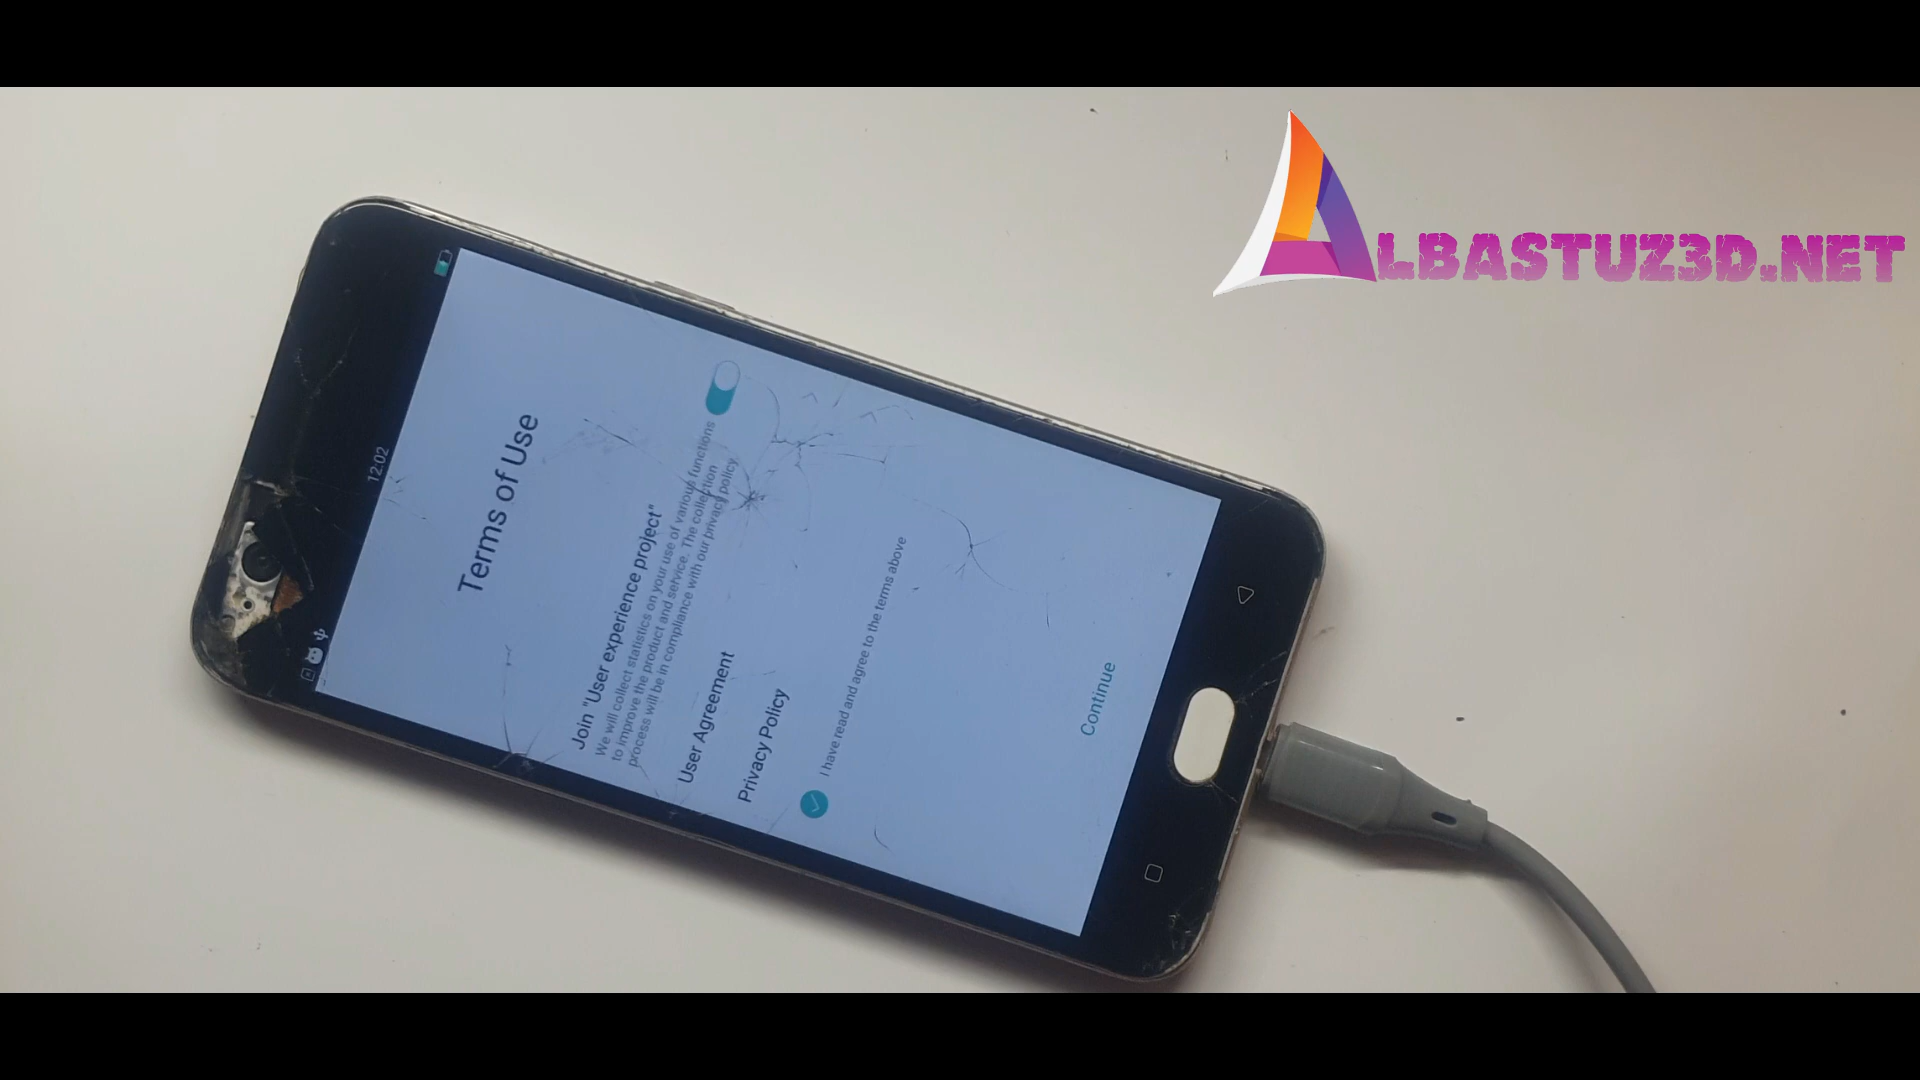 ALBASTUZ3D.NET
12:02
Terms of Use
Join "User experience project"
We will collect statistics on your use of various functions
to improve the product and service. The collection
process will be in compliance with our privacy policy.
User Agreement
Privacy Policy
I have read and agree to the terms above
Continue